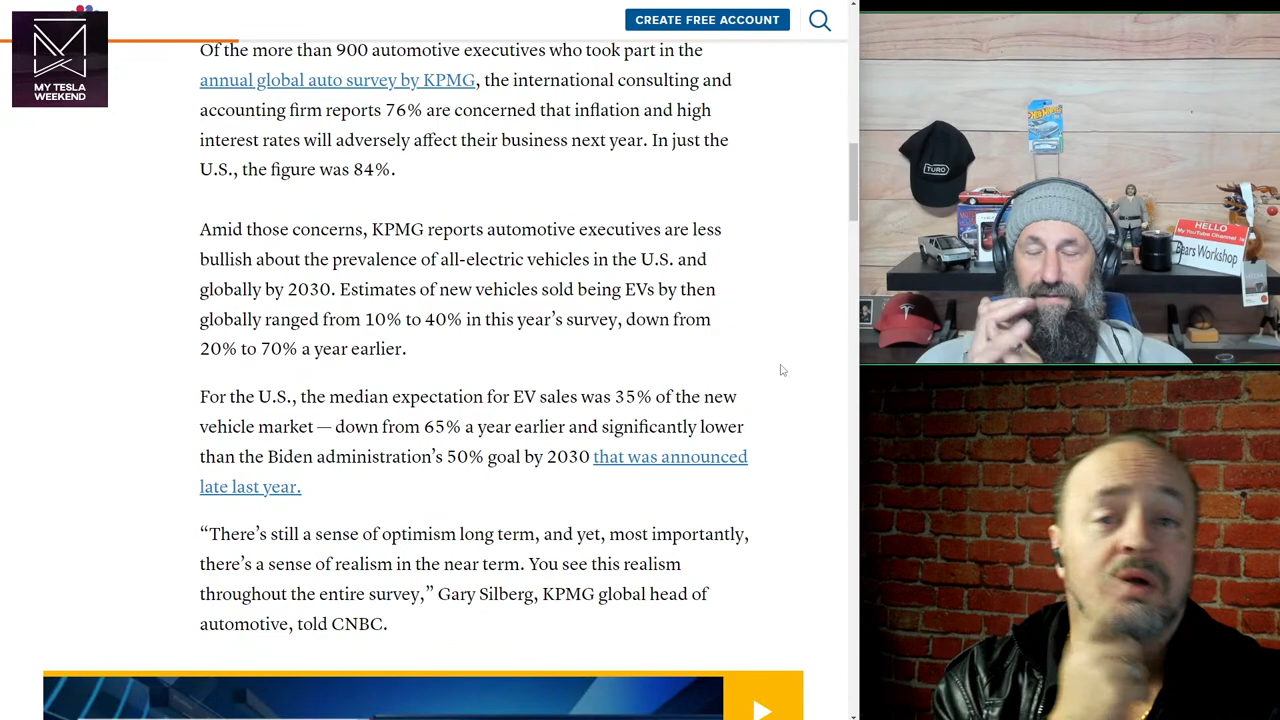 CREATE FREE ACCOUNT
MY TESLA
WEEKEND
Of the more than 900 automotive executives who took part in the
annual global auto survey by KPMG, the international consulting and
accounting firm reports 76% are concerned that inflation and high
interest rates will adversely affect their business next year. In just the
U.S., the figure was 84%.
Amid those concerns, KPMG reports automotive executives are less
bullish about the prevalence of all-electric vehicles in the U.S. and
globally by 2030. Estimates of new vehicles sold being EVs by then
globally ranged from 10% to 40% in this year’s survey, down from
20% to 70% a year earlier.
For the U.S., the median expectation for EV sales was 35% of the new
vehicle market — down from 65% a year earlier and significantly lower
than the Biden administration’s 50% goal by 2030 that was announced
late last year.
“There’s still a sense of optimism long term, and yet, most importantly,
there’s a sense of realism in the near term. You see this realism
throughout the entire survey,” Gary Silberg, KPMG global head of
automotive, told CNBC.
Hot Wheels
TURO
HELLO
My YouTube Channel is
Bears Workshop